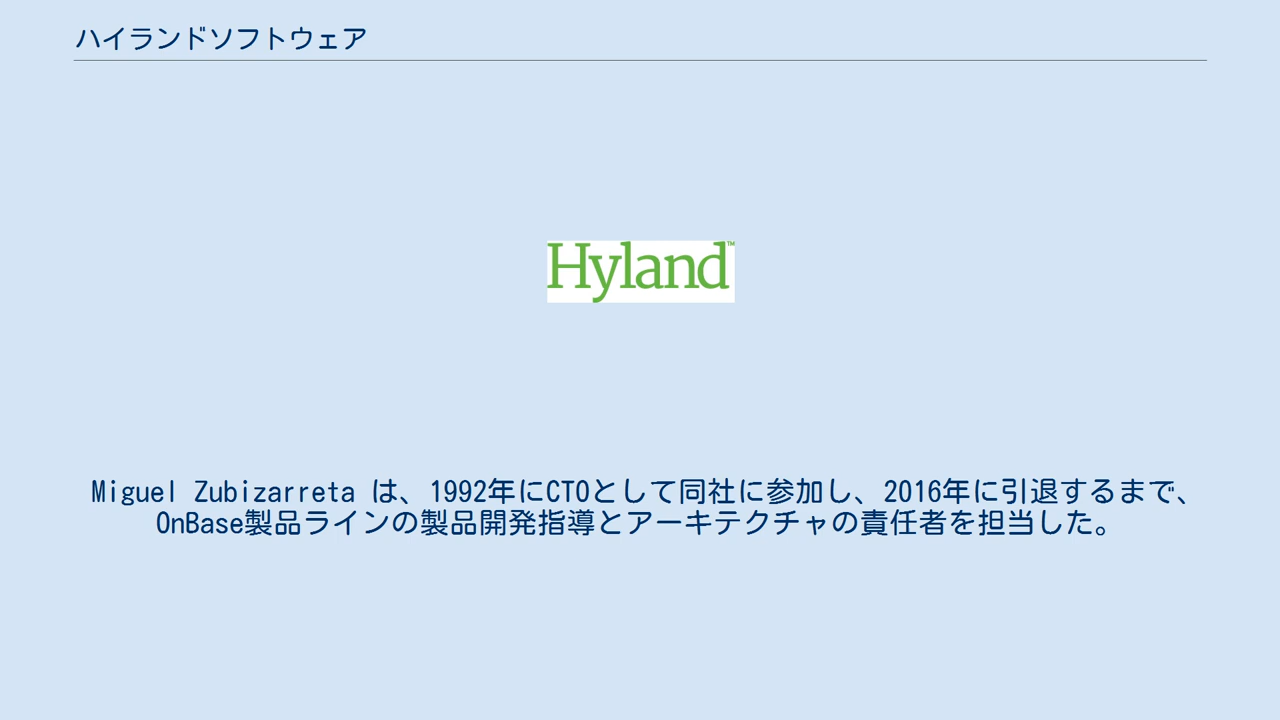 ハイランドソフトウェア
Hyland™
Miguel Zubizarreta は、1992年にCTOとして同社に参加し、2016年に引退するまで、
OnBase製品ラインの製品開発指導とアーキテクチャの責任者を担当した。